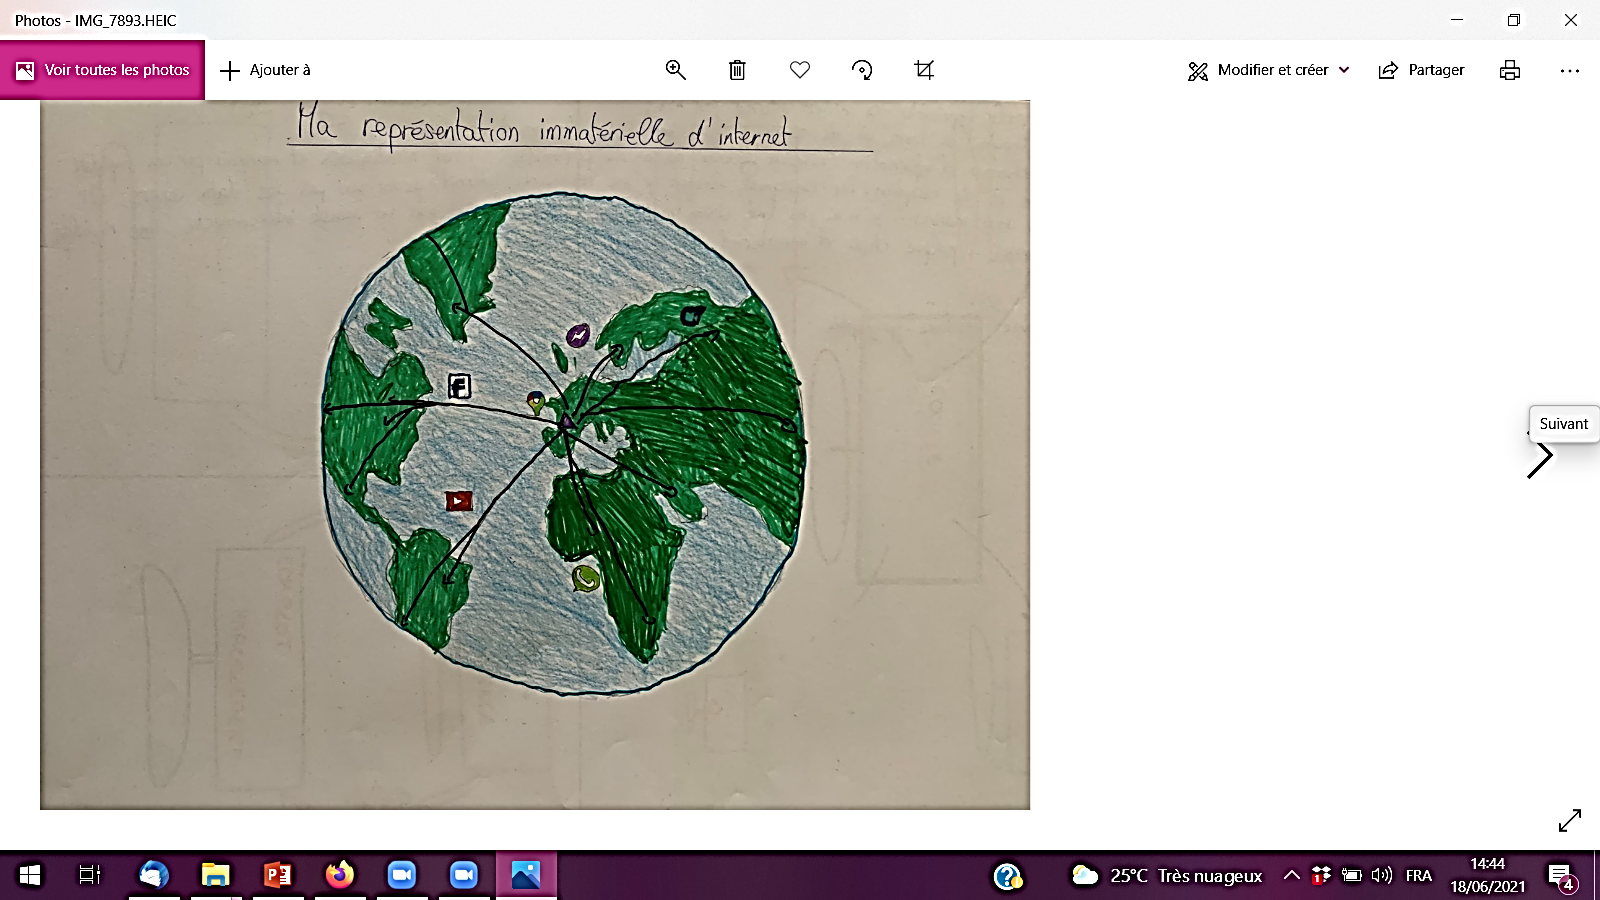 Photos - IMG_7893.HEIC
Voir toutes les photos
Ajouter à
Modifier et créer
Partager
Ma représentation immatérielle d'internet
f
Suivant
25°C Très nuageux
FRA
14:44
18/06/2021
4